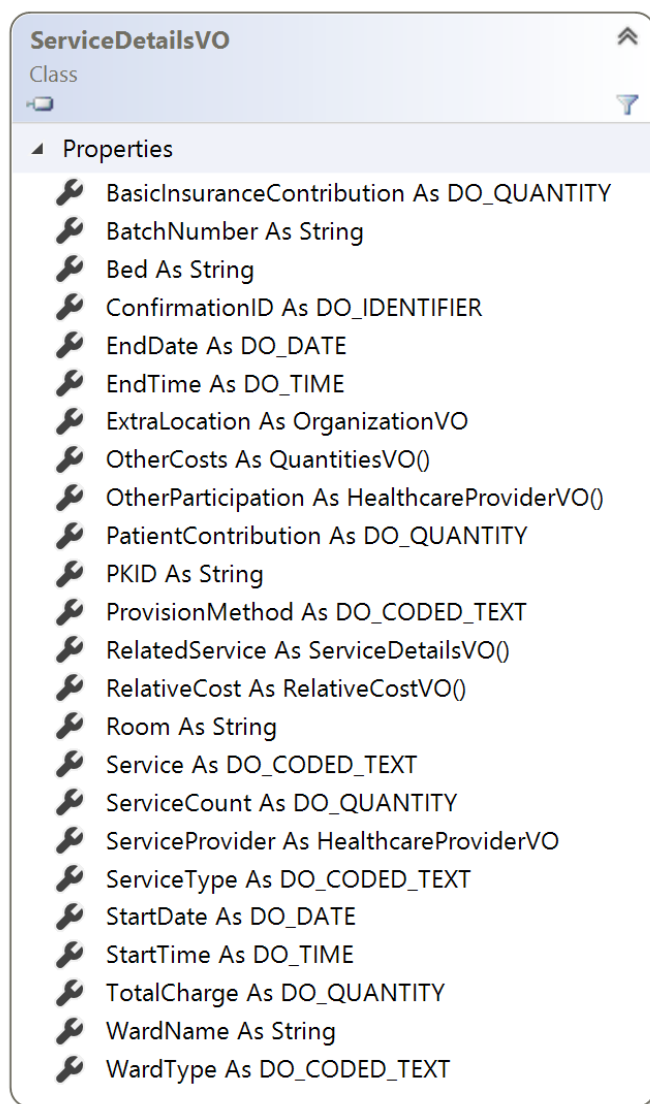 ServiceDetailsVO
Class
Properties
BasicInsuranceContribution As DO_QUANTITY
BatchNumber As String
Bed As String
ConfirmationID As DO_IDENTIFIER
EndDate As DO_DATE
EndTime As DO_TIME
ExtraLocation As OrganizationVO
OtherCosts As QuantitiesVO()
OtherParticipation As HealthcareProviderVO()
PatientContribution As DO_QUANTITY
PKID As String
ProvisionMethod As DO_CODED_TEXT
RelatedService As ServiceDetailsVO()
RelativeCost As RelativeCostVO()
Room As String
Service As DO_CODED_TEXT
ServiceCount As DO_QUANTITY
ServiceProvider As HealthcareProviderVO
ServiceType As DO_CODED_TEXT
StartDate As DO_DATE
StartTime As DO_TIME
TotalCharge As DO_QUANTITY
WardName As String
WardType As DO_CODED_TEXT